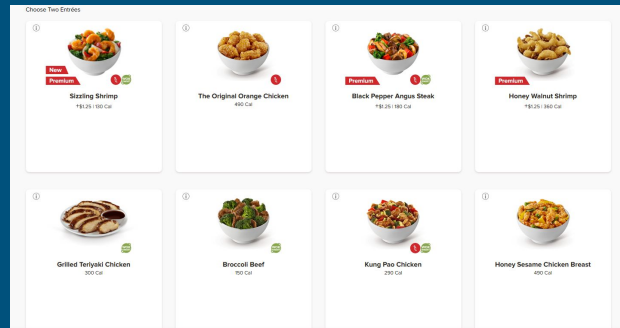 Choose Two Entrées
New
Premium
Sizzling Shrimp
+$1.25 | 130 Cal
The Original Orange Chicken
490 Cal
Premium
Black Pepper Angus Steak
+$1.25 | 180 Cal
Premium
Honey Walnut Shrimp
+$1.25 | 360 Cal
Grilled Teriyaki Chicken
300 Cal
Broccoli Beef
150 Cal
Kung Pao Chicken
290 Cal
Honey Sesame Chicken Breast
490 Cal